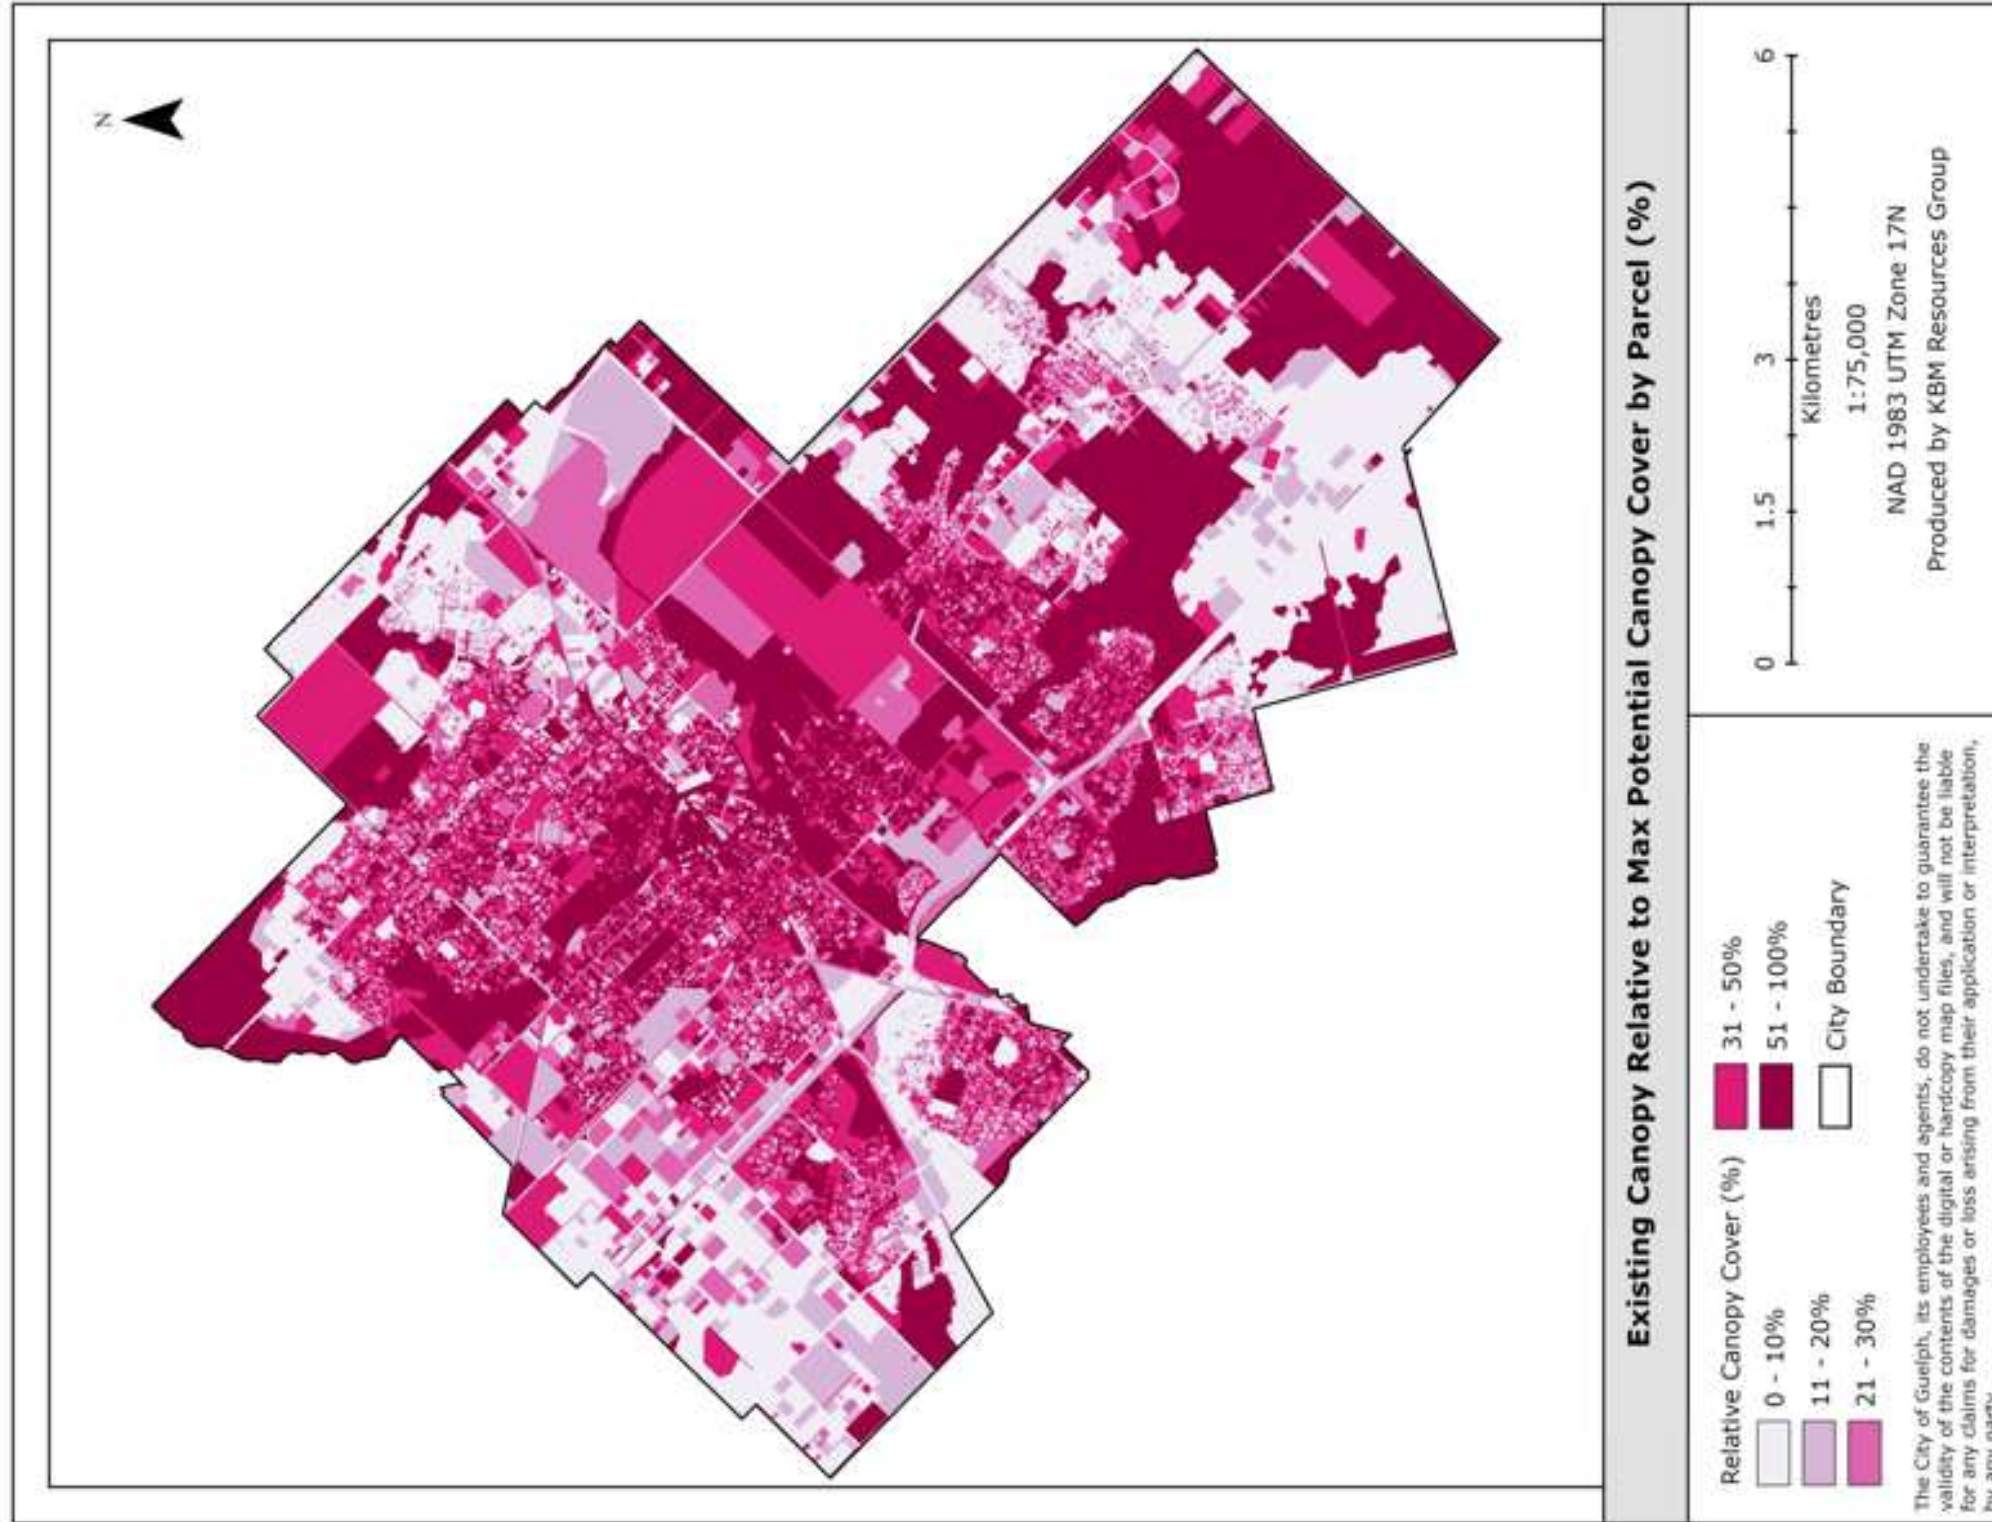 N
Existing Canopy Relative to Max Potential Canopy Cover by Parcel (%)
Relative Canopy Cover (%)
0 - 10%
11 - 20%
21 - 30%
31 - 50%
51 - 100%
City Boundary
0 1.5 3 6
Kilometres
1:75,000
NAD 1983 UTM Zone 17N
Produced by KBM Resources Group
The City of Guelph, its employees and agents, do not undertake to guarantee the
validity of the contents of the digital or hardcopy map files, and will not be liable
for any claims for damages or loss arising from their application or interpretation,
by any party.